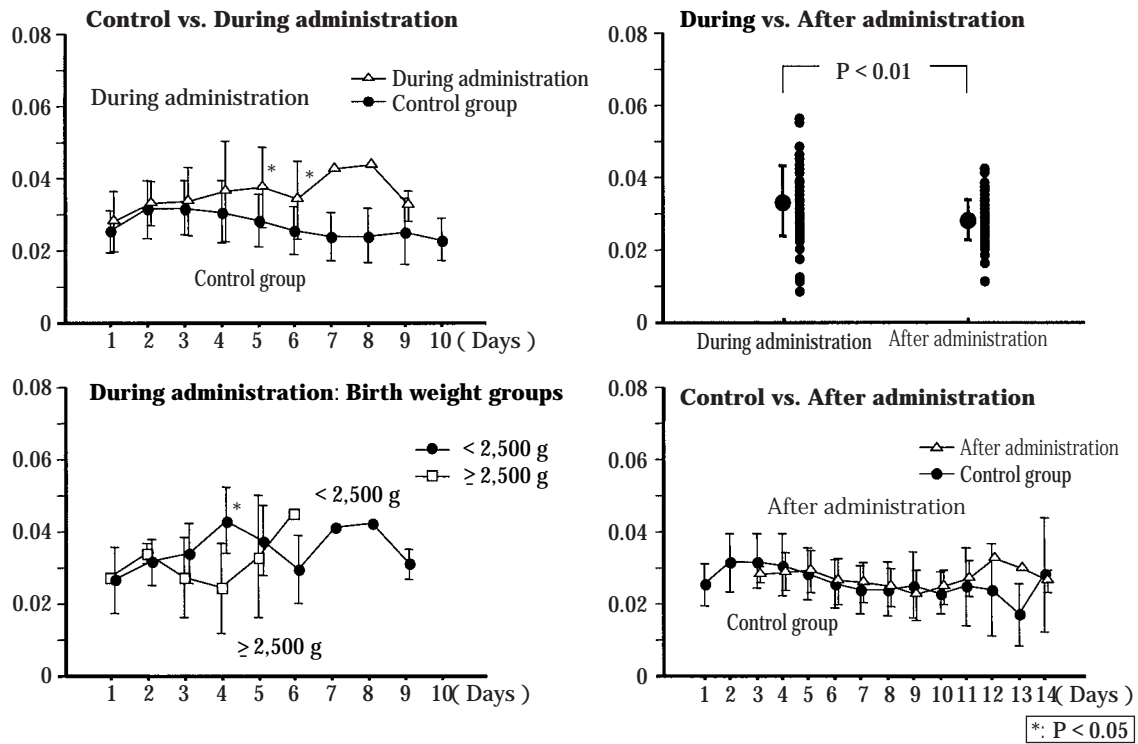 Control vs. During administration
0.08
0.06
0.04
0.02
0
During administration
Control group
During administration
*
*
Control group
1 2 3 4 5 6 7 8 9 10 ( Days )
During vs. After administration
0.08
0.06
0.04
0.02
0
P < 0.01
During administration
After administration
During administration: Birth weight groups
0.08
0.06
0.04
0.02
0
< 2,500 g
≥ 2,500 g
< 2,500 g
*
≥ 2,500 g
1 2 3 4 5 6 7 8 9 10 ( Days )
Control vs. After administration
0.08
0.06
0.04
0.02
0
After administration
Control group
After administration
Control group
1 2 3 4 5 6 7 8 9 10 11 12 13 14 ( Days )
*: P < 0.05